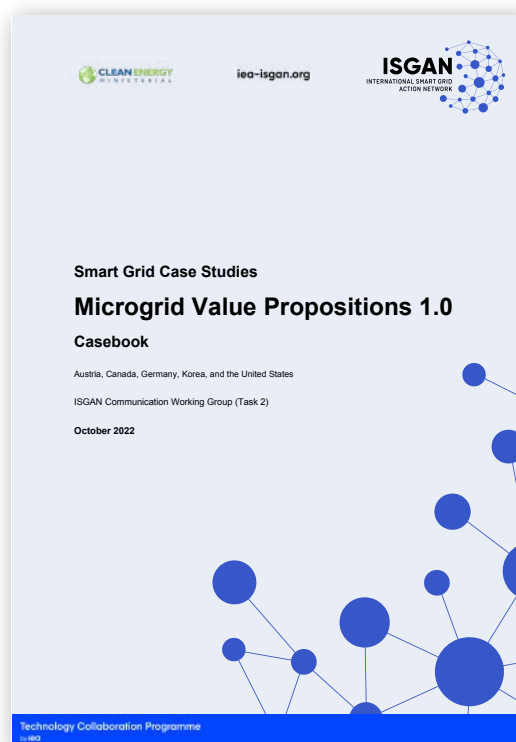 CLEAN ENERGY
MINISTERIAL
iea-isgan.org
ISGAN
INTERNATIONAL SMART GRID
ACTION NETWORK
Smart Grid Case Studies
Microgrid Value Propositions 1.0
Casebook
Austria, Canada, Germany, Korea, and the United States
ISGAN Communication Working Group (Task 2)
October 2022
Technology Collaboration Programme
by iea